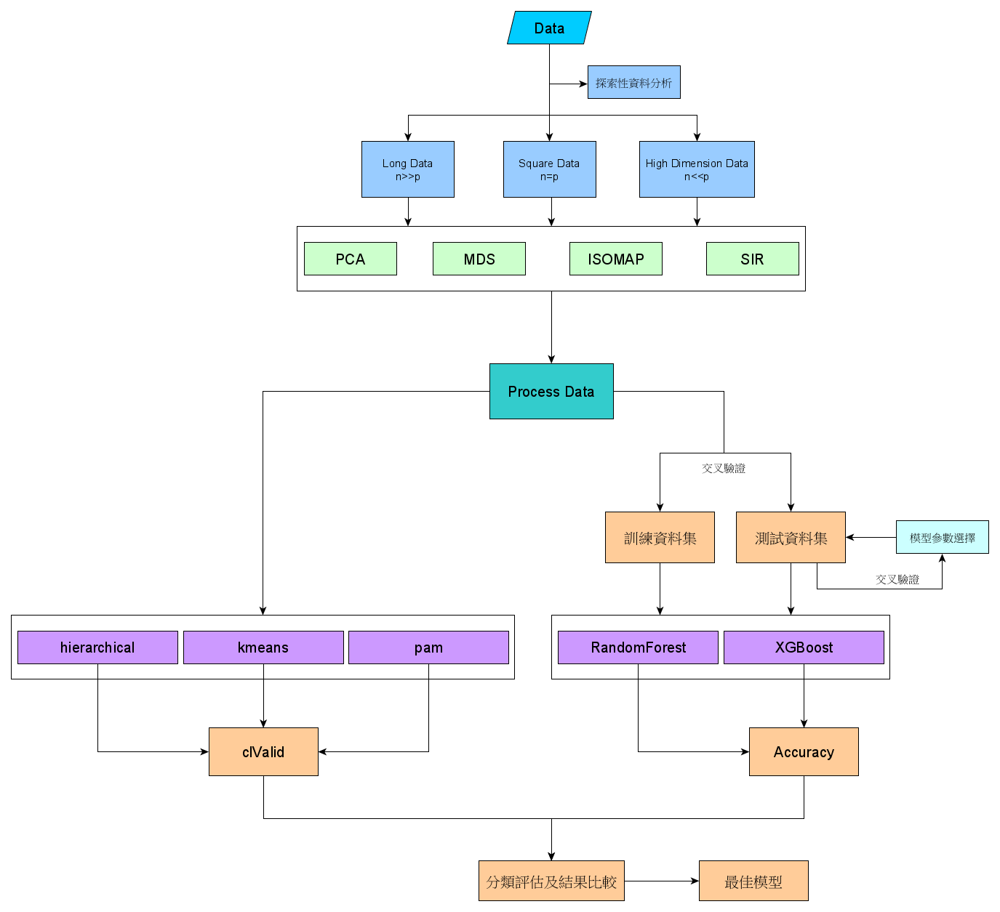 Data
探索性資料分析
Long Data
n>>p
Square Data
n=p
High Dimension Data
n<<p
PCA
MDS
ISOMAP
SIR
Process Data
交叉驗證
訓練資料集
測試資料集
模型參數選擇
交叉驗證
hierarchical
kmeans
pam
RandomForest
XGBoost
clValid
Accuracy
分類評估及結果比較
最佳模型